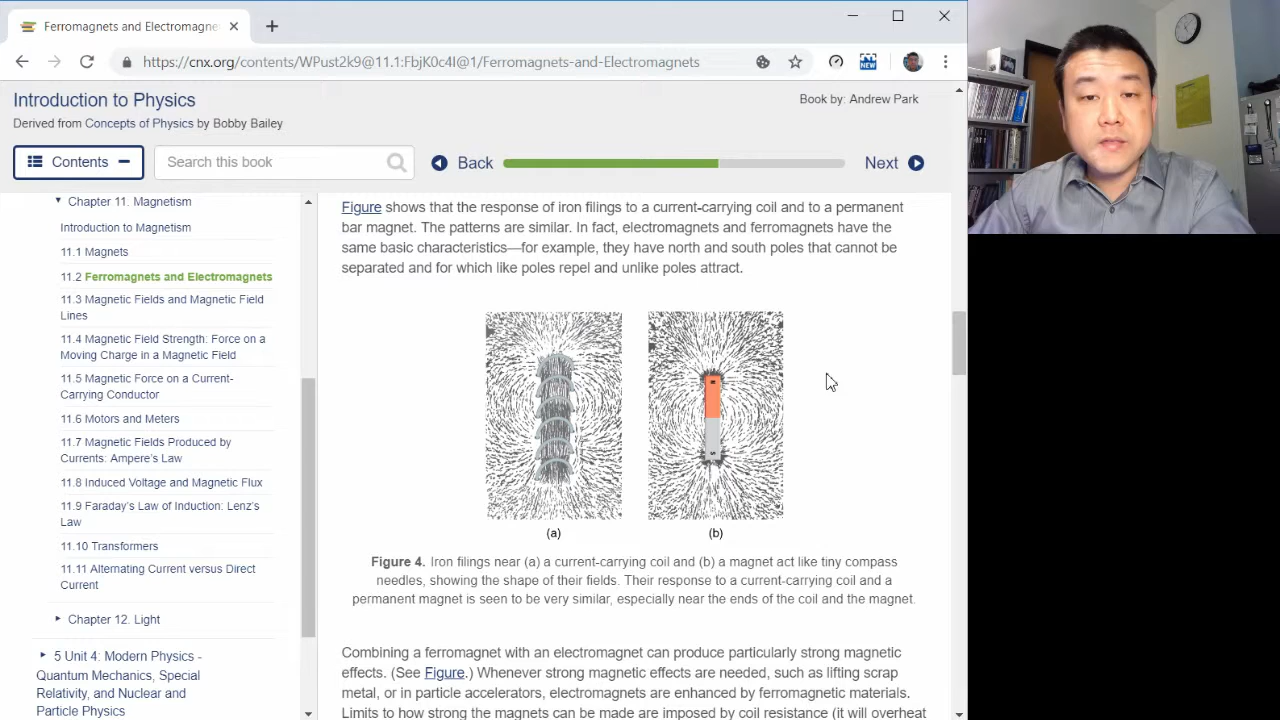 Ferromagnets and Electromagne
https://cnx.org/contents/WPust2k9@11.1:FbjK0c4I@1/Ferromagnets-and-Electromagnets
NEW
Introduction to Physics
Book by: Andrew Park
Derived from Concepts of Physics by Bobby Bailey
Contents
Search this book
Back
Next
Chapter 11. Magnetism
Introduction to Magnetism
11.1 Magnets
11.2 Ferromagnets and Electromagnets
11.3 Magnetic Fields and Magnetic Field
Lines
11.4 Magnetic Field Strength: Force on a
Moving Charge in a Magnetic Field
11.5 Magnetic Force on a Current-
Carrying Conductor
11.6 Motors and Meters
11.7 Magnetic Fields Produced by
Currents: Ampere's Law
11.8 Induced Voltage and Magnetic Flux
11.9 Faraday's Law of Induction: Lenz's
Law
11.10 Transformers
11.11 Alternating Current versus Direct
Current
Chapter 12. Light
5 Unit 4: Modern Physics -
Quantum Mechanics, Special
Relativity, and Nuclear and
Particle Physics
Figure shows that the response of iron filings to a current-carrying coil and to a permanent
bar magnet. The patterns are similar. In fact, electromagnets and ferromagnets have the
same basic characteristics—for example, they have north and south poles that cannot be
separated and for which like poles repel and unlike poles attract.
S
(a)
(b)
Figure 4. Iron filings near (a) a current-carrying coil and (b) a magnet act like tiny compass
needles, showing the shape of their fields. Their response to a current-carrying coil and a
permanent magnet is seen to be very similar, especially near the ends of the coil and the magnet.
Combining a ferromagnet with an electromagnet can produce particularly strong magnetic
effects. (See Figure.) Whenever strong magnetic effects are needed, such as lifting scrap
metal, or in particle accelerators, electromagnets are enhanced by ferromagnetic materials.
Limits to how strong the magnets can be made are imposed by coil resistance (it will overheat